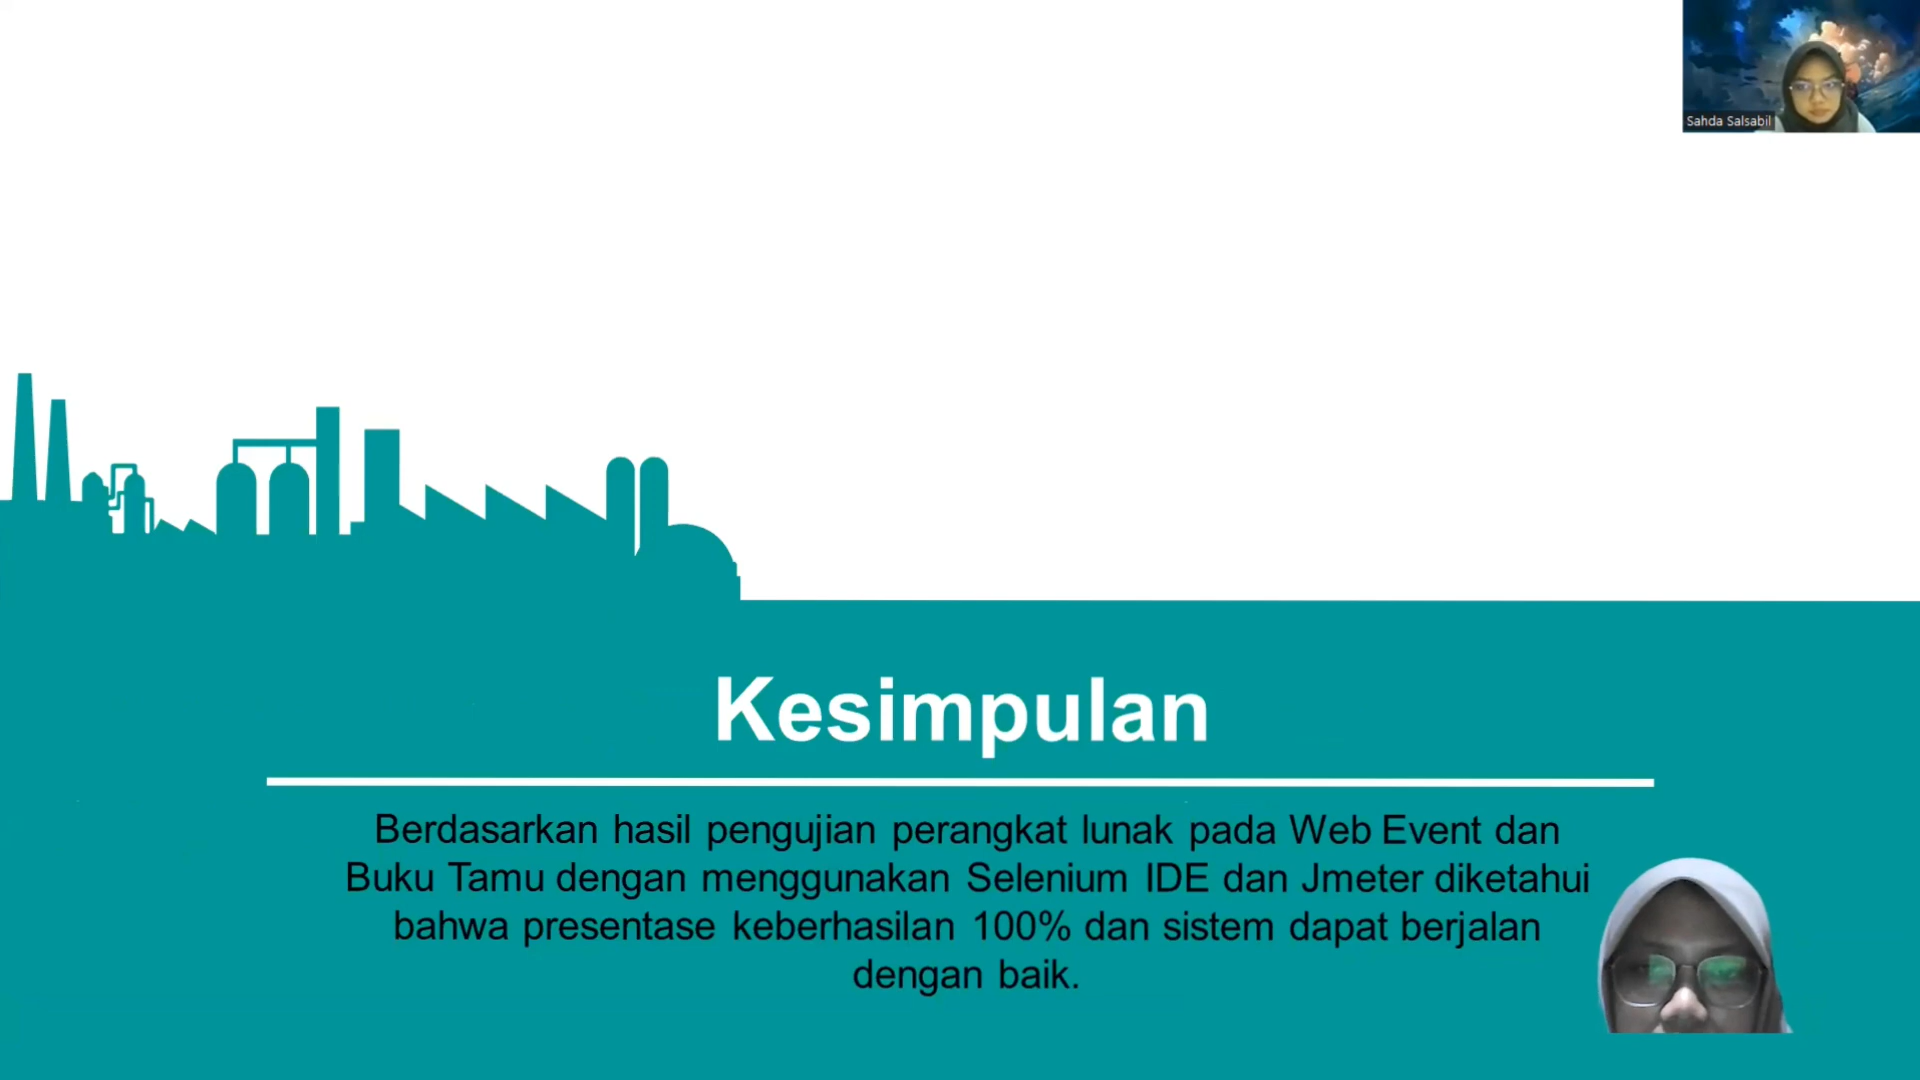 Sahda Salsabil
Kesimpulan
Berdasarkan hasil pengujian perangkat lunak pada Web Event dan
Buku Tamu dengan menggunakan Selenium IDE dan Jmeter diketahui
bahwa presentase keberhasilan 100% dan sistem dapat berjalan
dengan baik.